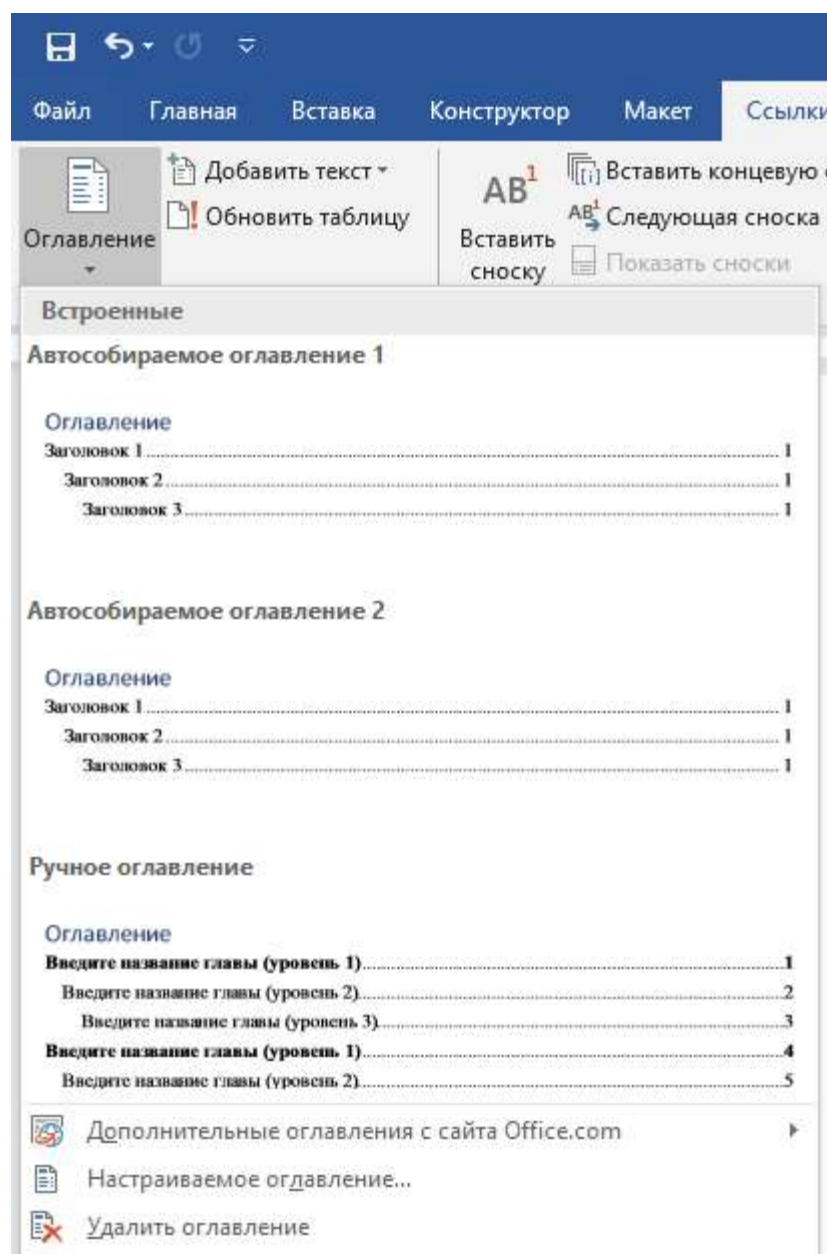 Файл Главная Вставка Конструктор Макет Ссылки
Оглавление
Добавить текст
Обновить таблицу
AB1
Вставить сноску
Вставить концевую
AB1 Следующая сноска
Показать сноски
Встроенные
Автособираемое оглавление 1
Оглавление
Заголовок 1 1
Заголовок 2 1
Заголовок 3 1
Автособираемое оглавление 2
Оглавление
Заголовок 1 1
Заголовок 2 1
Заголовок 3 1
Ручное оглавление
Оглавление
Введите название главы (уровень 1) 1
Введите название главы (уровень 2) 2
Введите название главы (уровень 3) 3
Введите название главы (уровень 1) 4
Введите название главы (уровень 2) 5
Дополнительные оглавления с сайта Office.com
Настраиваемое оглавление...
Удалить оглавление